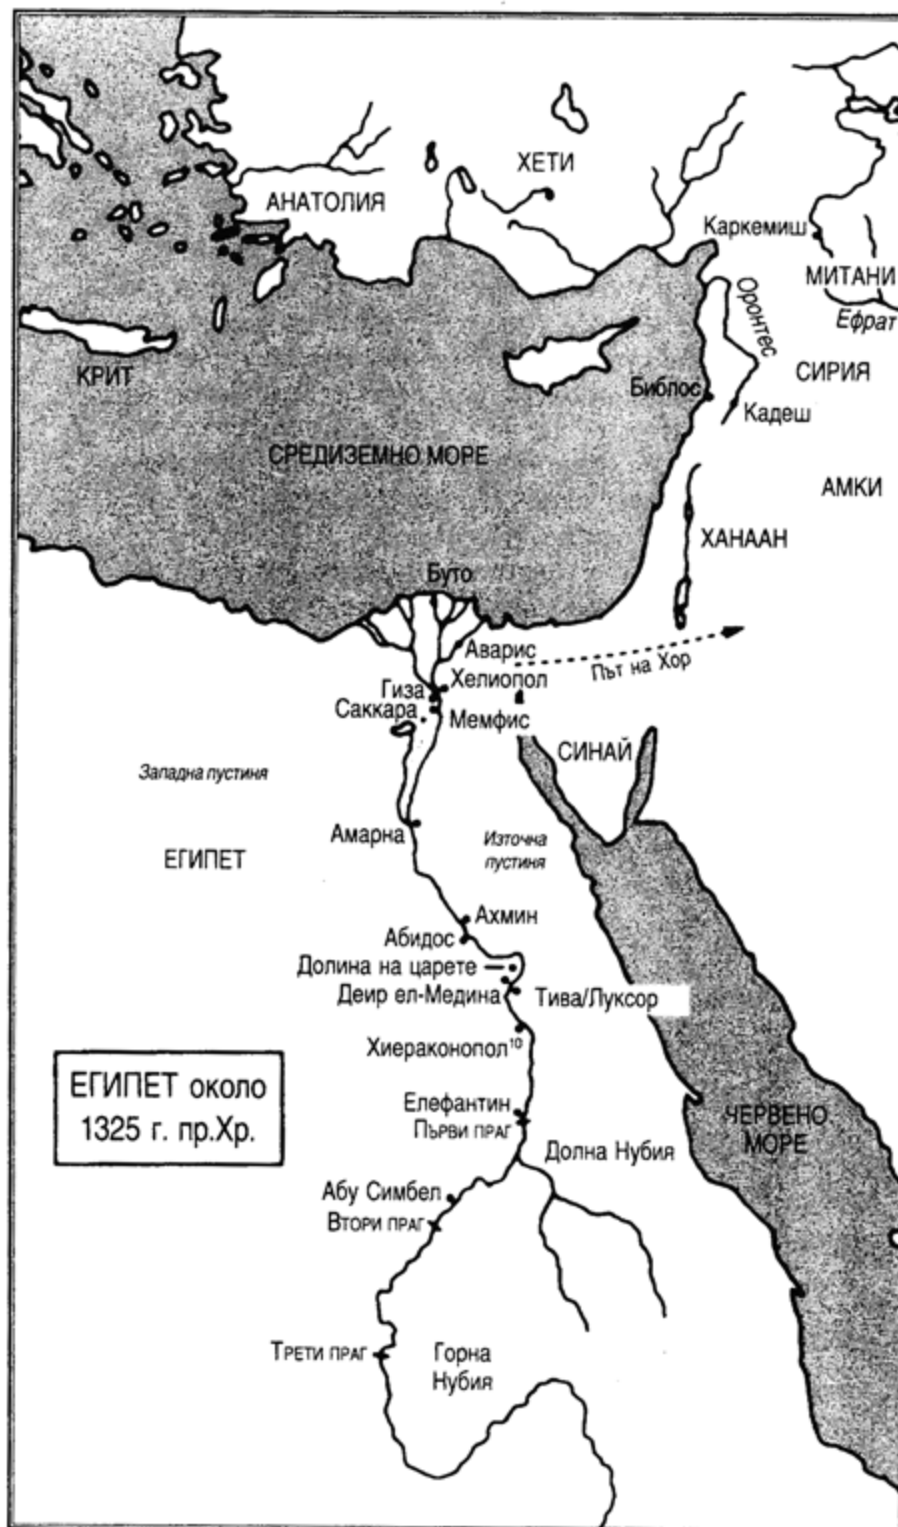 ХЕТИ
АНАТОЛИЯ
Каркемиш
МИТАНИ
Оронтес
Ефрат
КРИТ
СИРИЯ
Библос
Кадеш
СРЕДИЗЕМНО МОРЕ
АМКИ
ХАНААН
Буто
Аварис
Път на Хор
Хелиопол
Гиза
Саккара
Мемфис
СИНАЙ
Западна пустиня
Амарна
Източна
пустиня
ЕГИПЕТ
Ахмин
Абидос
Долина на царете
Деир ел-Медина
Тива/Луксор
Хиераконопол¹⁰
ЕГИПЕТ около
1325 г. пр.Хр.
Елефантин
ПЪРВИ ПРАГ
ЧЕРВЕНО
МОРЕ
Долна Нубия
Абу Симбел
ВТОРИ ПРАГ
ТРЕТИ ПРАГ
Горна
Нубия